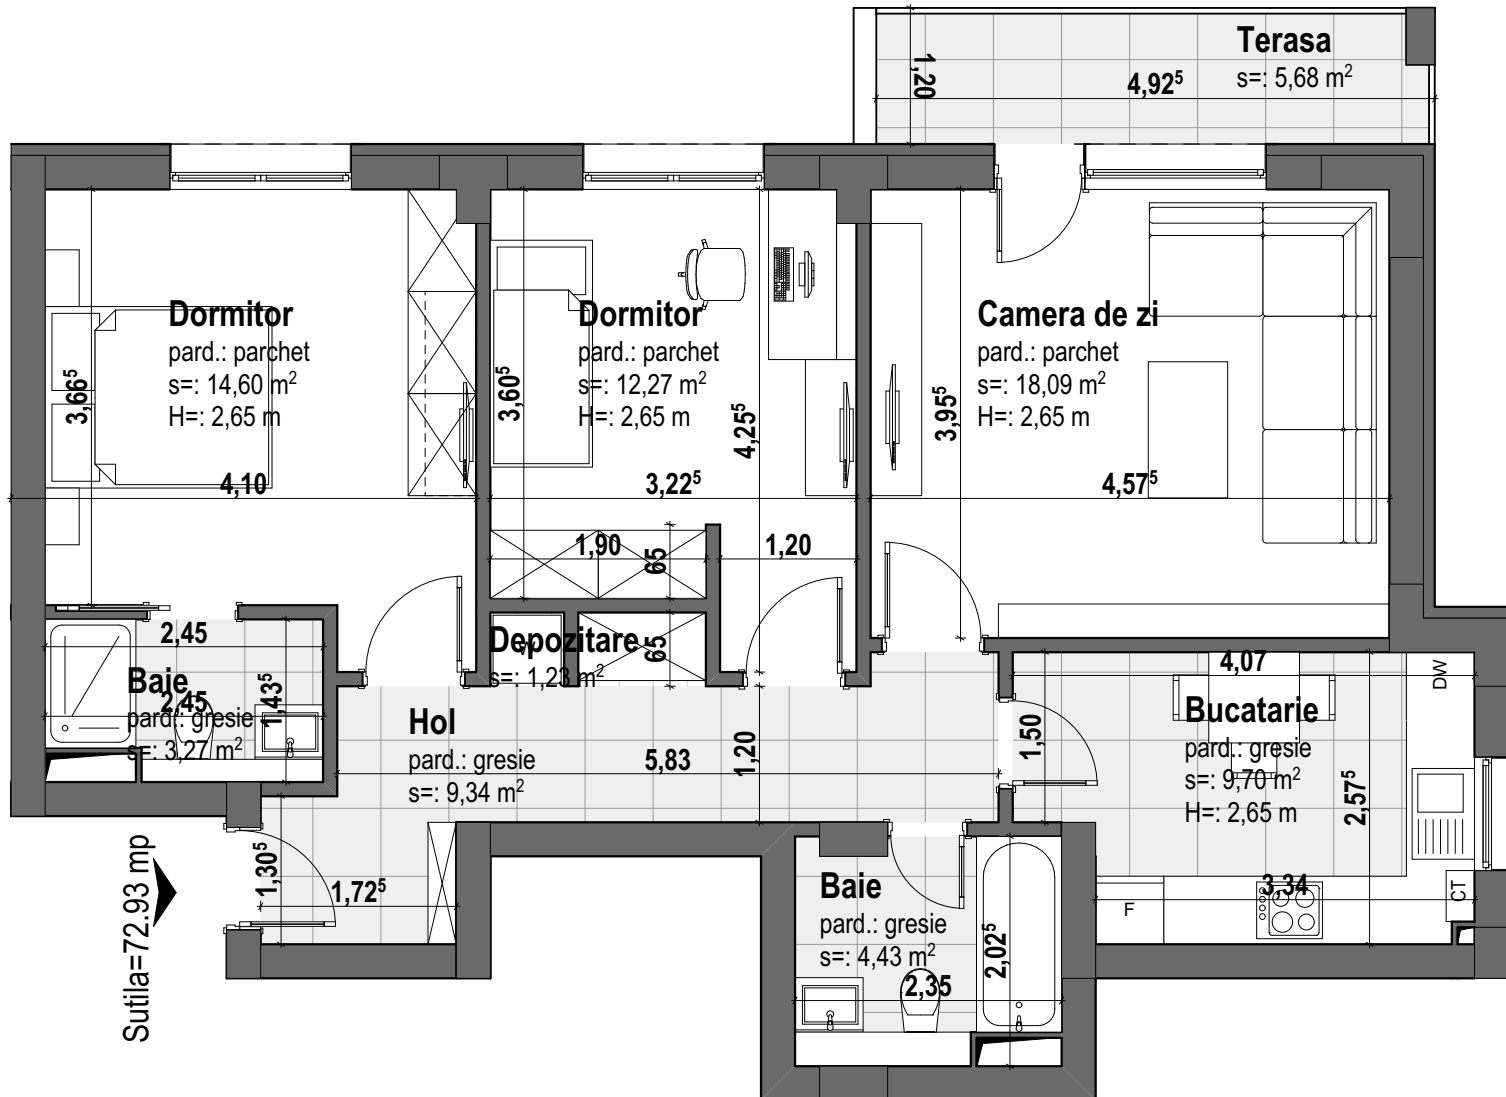 Terasa
s=: 5,68 m²
1,20
4,92⁵
Dormitor
pard.: parchet
s=: 14,60 m²
H=: 2,65 m
3,66⁵
4,10
Dormitor
pard.: parchet
s=: 12,27 m²
H=: 2,65 m
3,60⁵
4,25⁵
3,22⁵
1,90
65
1,20
Camera de zi
pard.: parchet
s=: 18,09 m²
H=: 2,65 m
3,95⁵
4,57⁵
Depozitare
s=: 1,23 m²
65
2,45
Baie
2,45
pard.: gresie
s=: 3,27 m²
1,43⁵
Hol
pard.: gresie
s=: 9,34 m²
5,83
1,20
4,07
DW
Bucatarie
pard.: gresie
s=: 9,70 m²
H=: 2,65 m
1,50
2,57⁵
3,34
F
CT
1,30⁵
1,72⁵
Baie
pard.: gresie
s=: 4,43 m²
2,02⁵
2,35
Sutila=72.93 mp